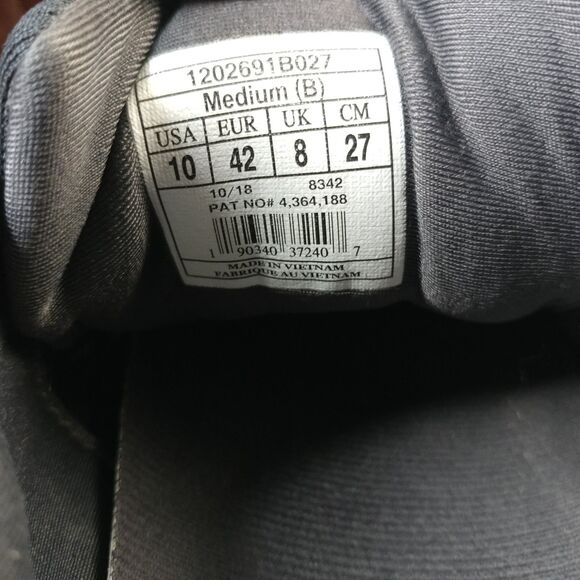 1202691B027
Medium (B)
USA EUR UK CM
10 42 8 27
10/18 8342
PAT NO# 4,364,188
1 90340 37240 7
MADE IN VIETNAM
FABRIQUE AU VIETNAM